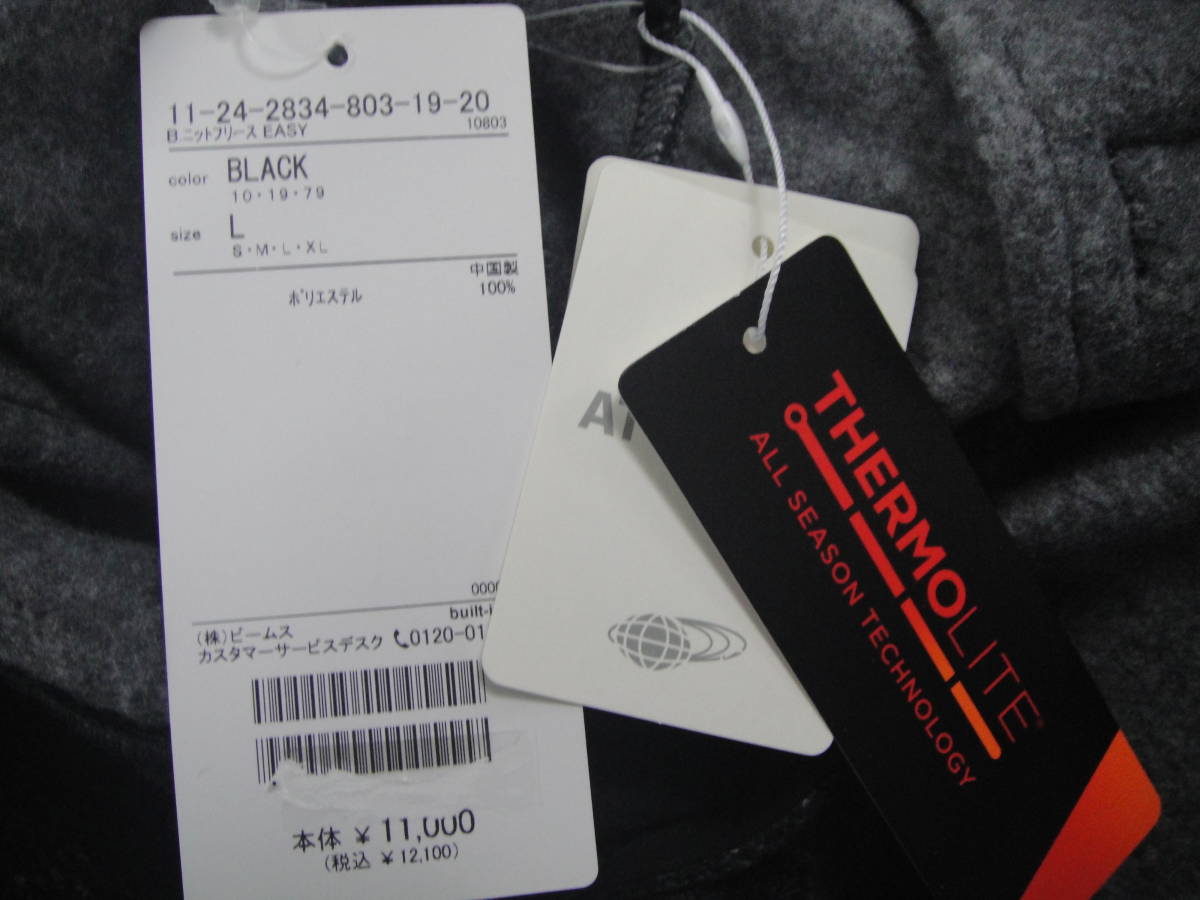 11-24-2834-803-19-20
B.ニットフリース EASY 10803
color BLACK
10・19・79
size L
S・M・L・XL
中国製
ポリエステル 100%
(株)ビームス
カスタマーサービスデスク 0120-01
本体 ¥ 11,000
(税込 ¥ 12,100)
THERMOLITE®
ALL SEASON TECHNOLOGY